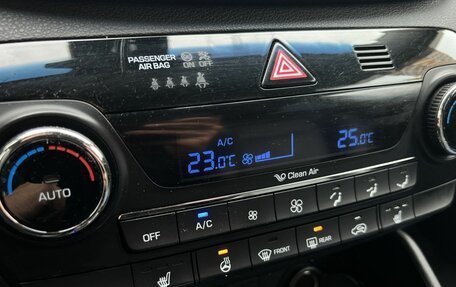 PASSENGER
AIR BAG
ON OFF
A/C
23.0°C
25.0°C
Clean Air
AUTO
OFF
A/C
FRONT
REAR